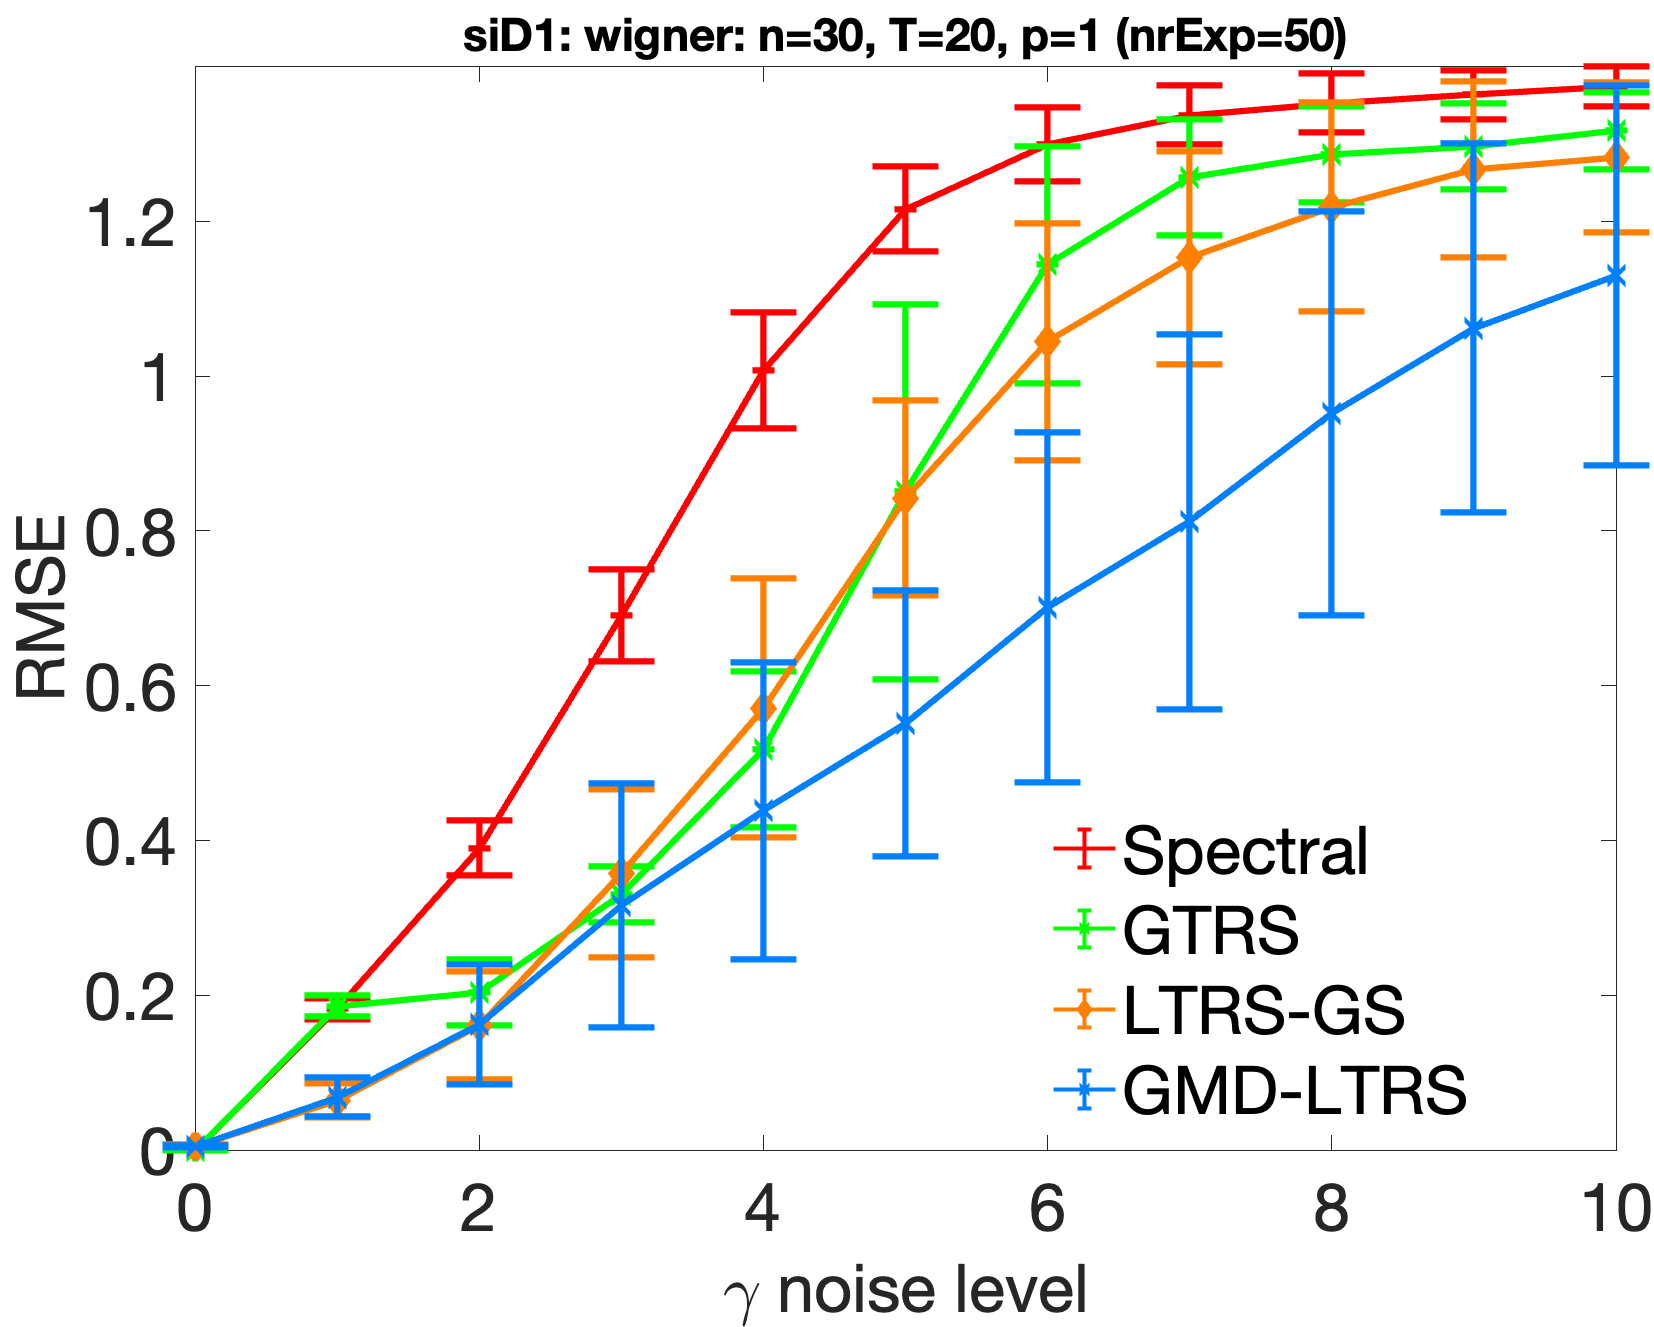 siD1: wigner: n=30, T=20, p=1 (nrExp=50)
RMSE
1.2
1
0.8
0.6
0.4
0.2
0
0 2 4 6 8 10
γ noise level
Spectral
GTRS
LTRS-GS
GMD-LTRS